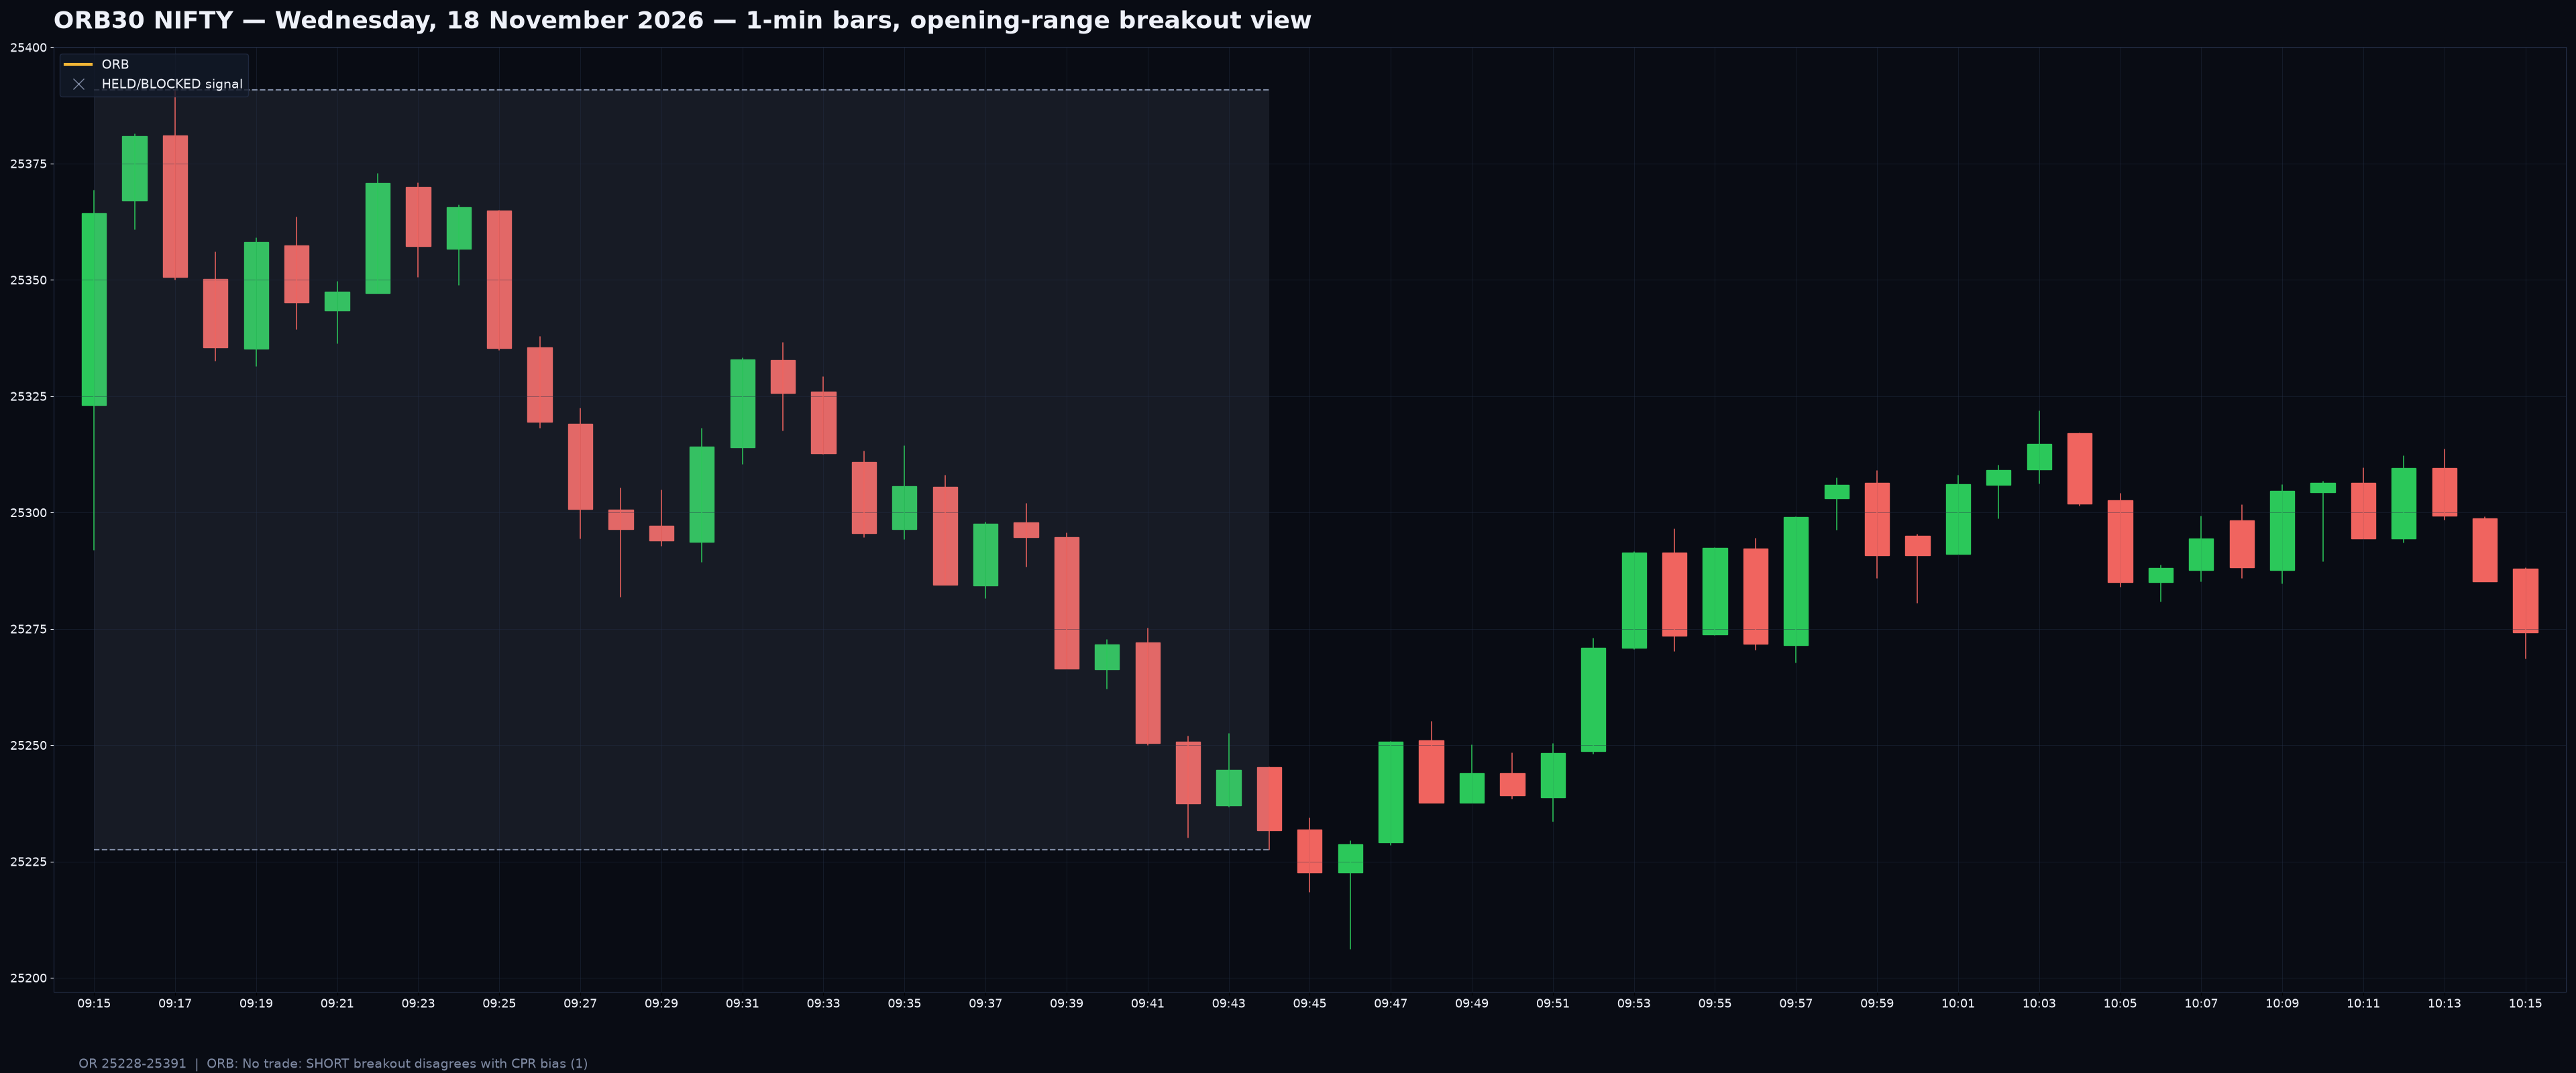 ORB30 NIFTY — Wednesday, 18 November 2026 — 1-min bars, opening-range breakout view
ORB
HELD/BLOCKED signal
25400
25375
25350
25325
25300
25275
25250
25225
25200
09:15 09:17 09:19 09:21 09:23 09:25 09:27 09:29 09:31 09:33 09:35 09:37 09:39 09:41 09:43 09:45 09:47 09:49 09:51 09:53 09:55 09:57 09:59 10:01 10:03 10:05 10:07 10:09 10:11 10:13 10:15
OR 25228-25391 | ORB: No trade: SHORT breakout disagrees with CPR bias (1)